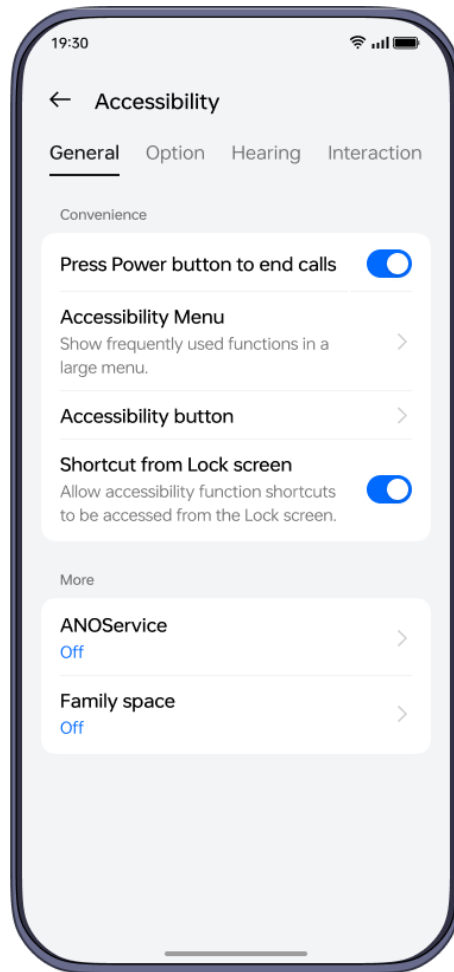 19:30
Accessibility
General Option Hearing Interaction
Convenience
Press Power button to end calls
Accessibility Menu
Show frequently used functions in a
large menu.
Accessibility button
Shortcut from Lock screen
Allow accessibility function shortcuts
to be accessed from the Lock screen.
More
ANOService
Off
Family space
Off